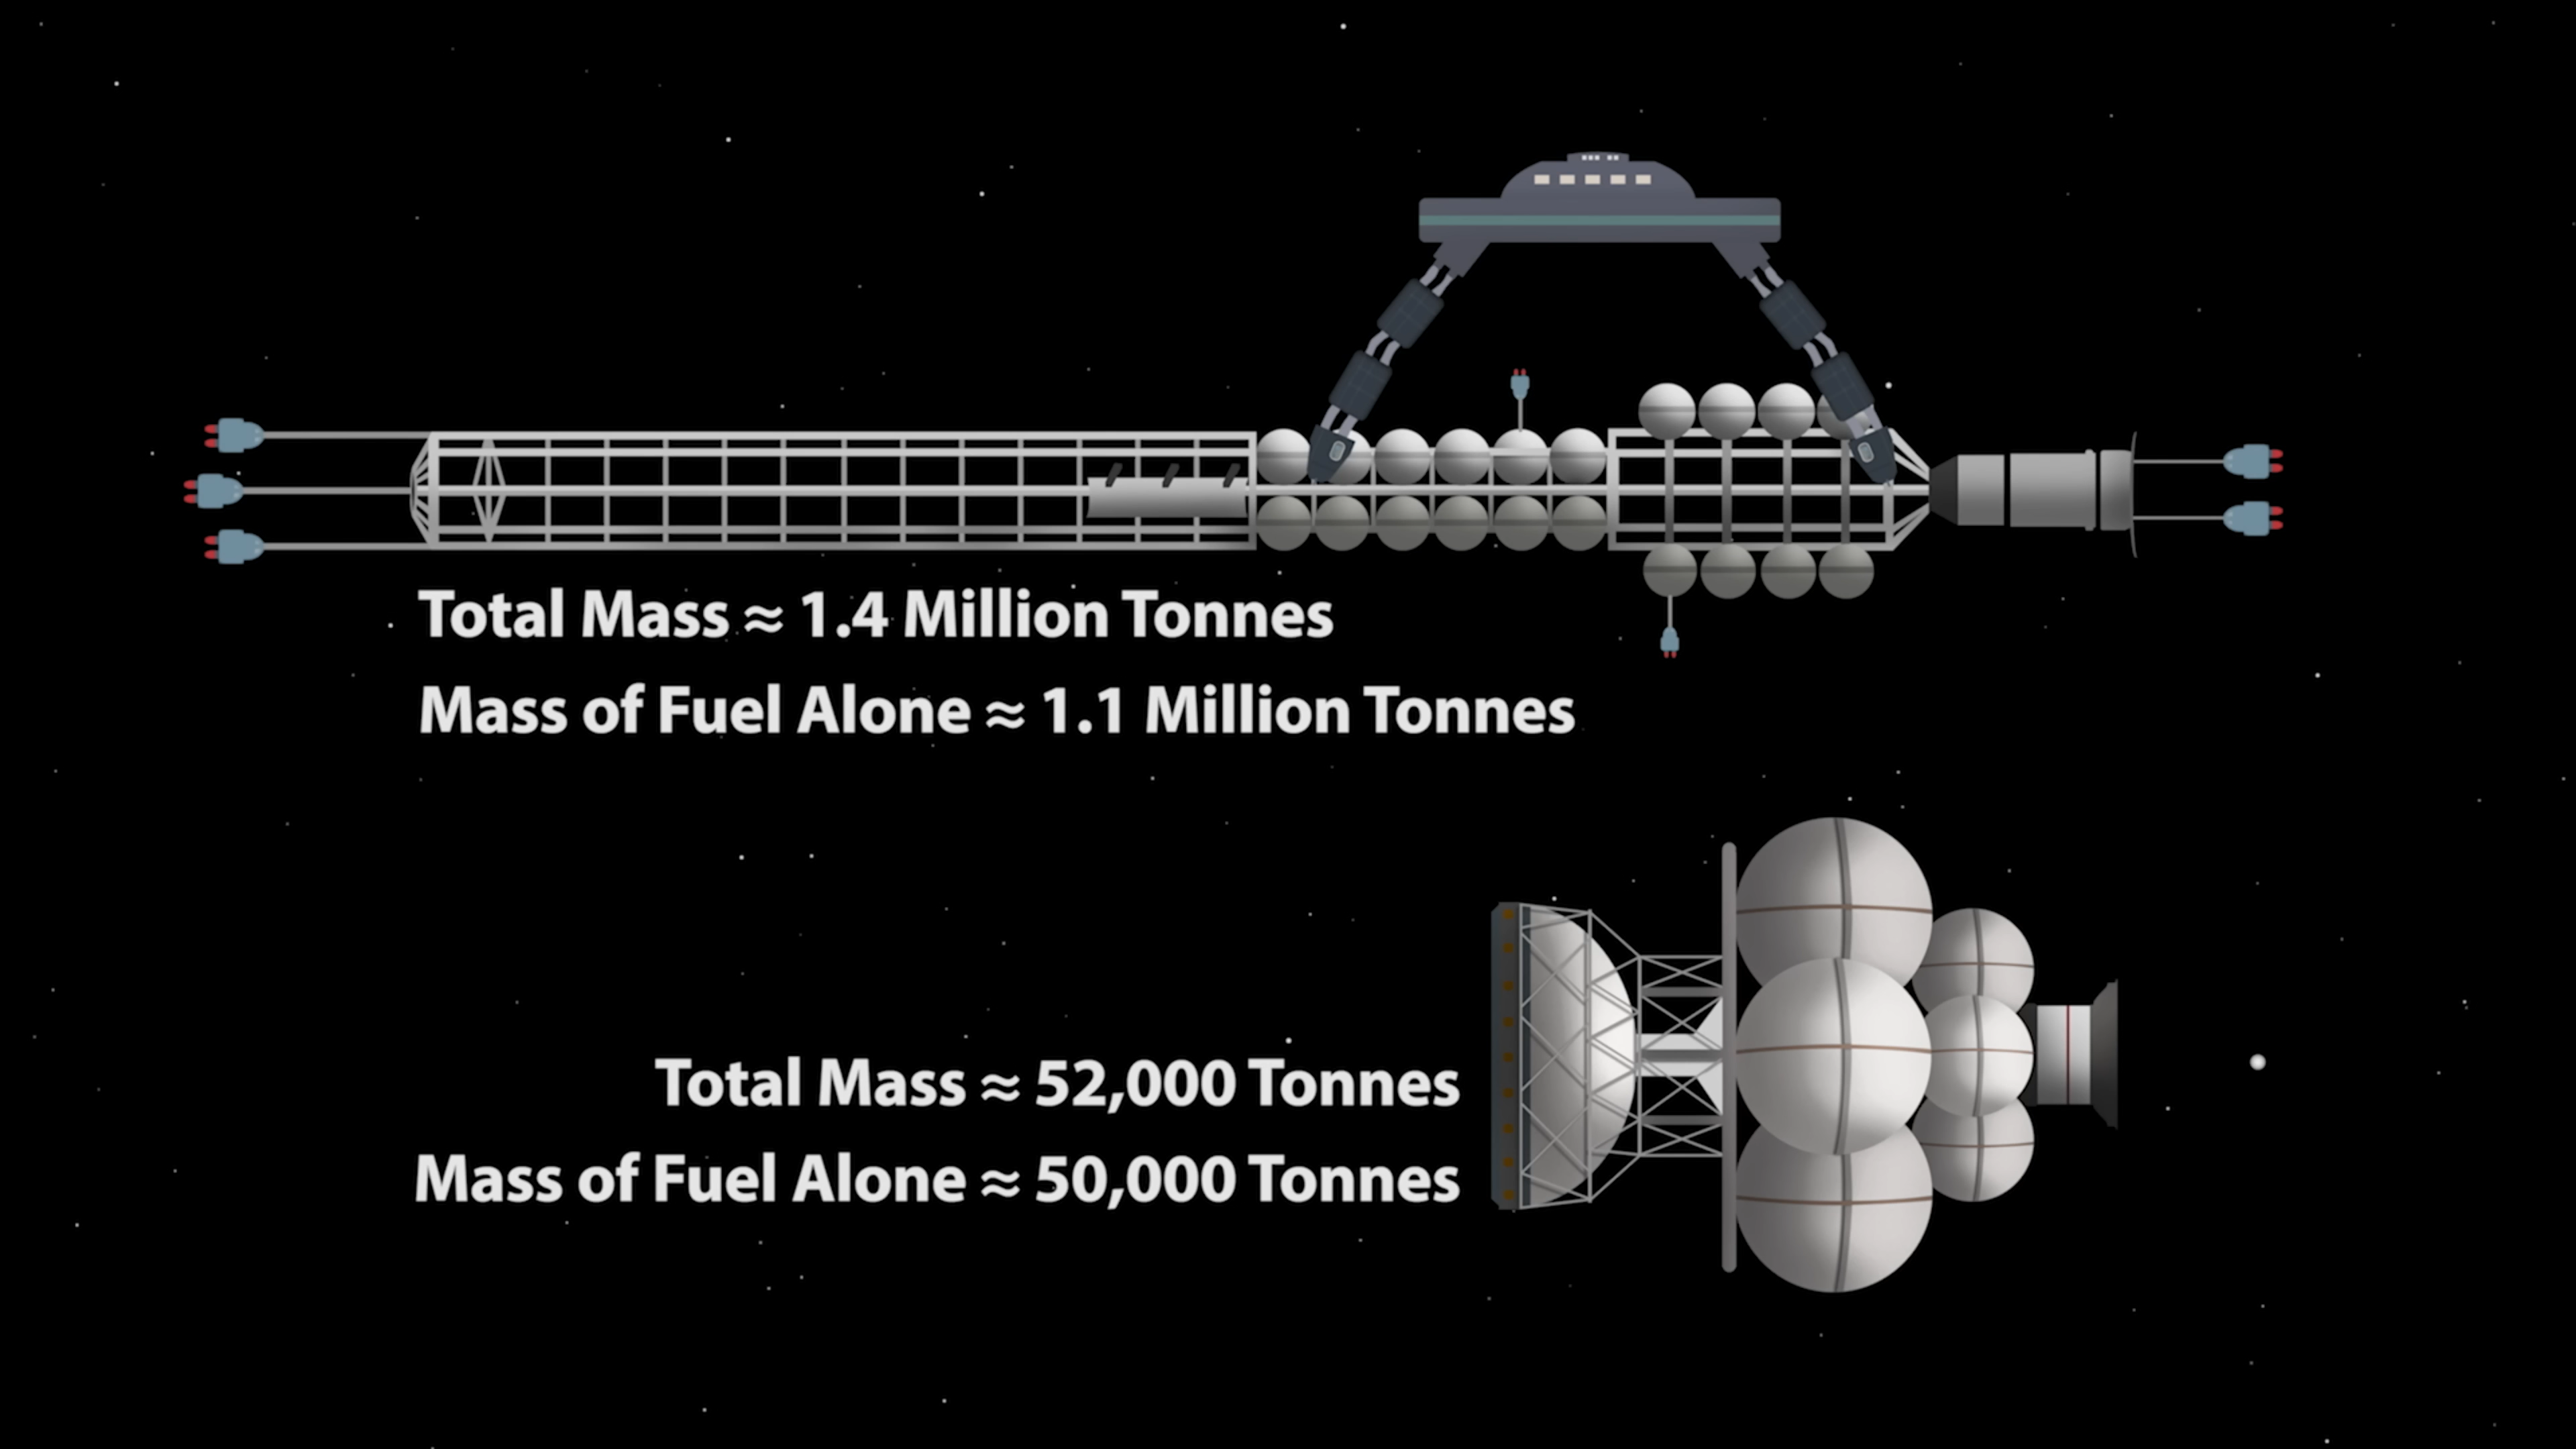 Total Mass ≈ 1.4 Million Tonnes
Mass of Fuel Alone ≈ 1.1 Million Tonnes
Total Mass ≈ 52,000 Tonnes
Mass of Fuel Alone ≈ 50,000 Tonnes